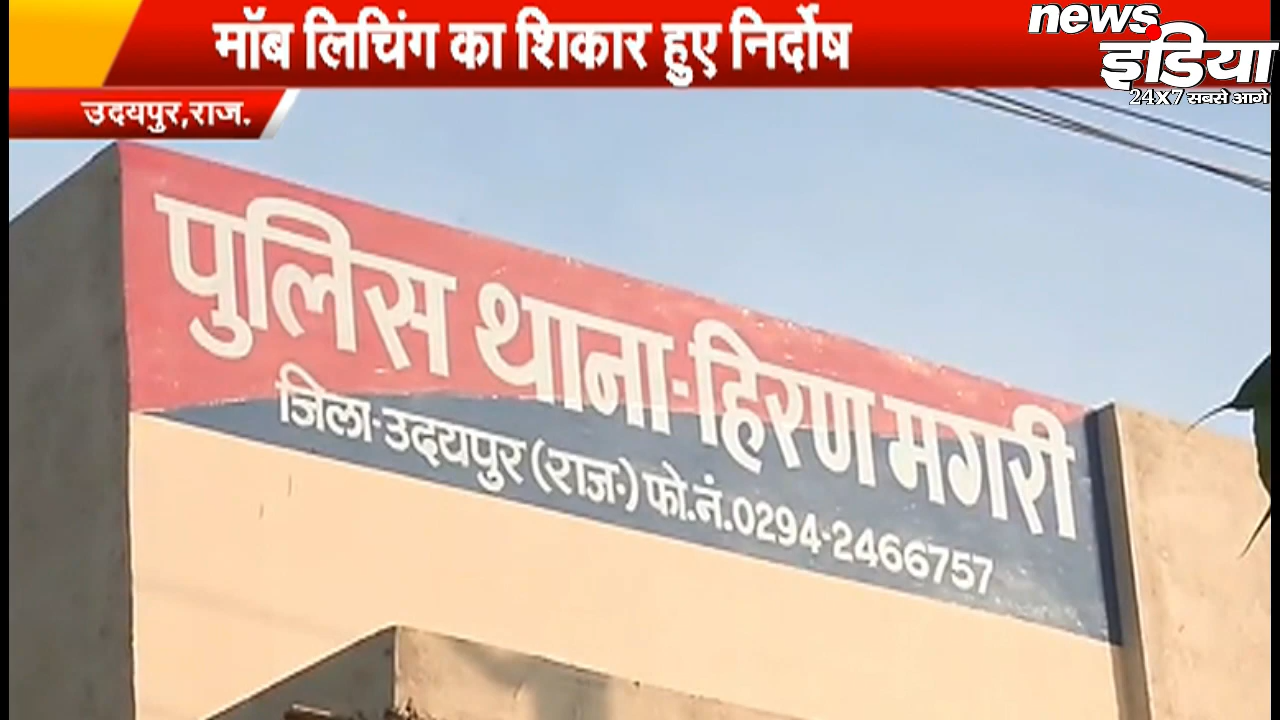 मॉब लिचिंग का शिकार हुए निर्दोष
news
इंडिया
24X7 सबसे आगे
उदयपुर,राज.
पुलिस थाना-हिरण मगरी
जिला-उदयपुर (राज.) फो.नं.0294-2466757